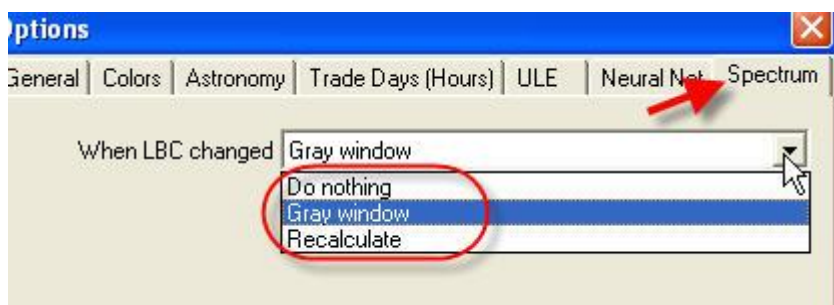 Options
General Colors Astronomy Trade Days (Hours) ULE Neural Net Spectrum
When LBC changed Gray window
Do nothing
Gray window
Recalculate